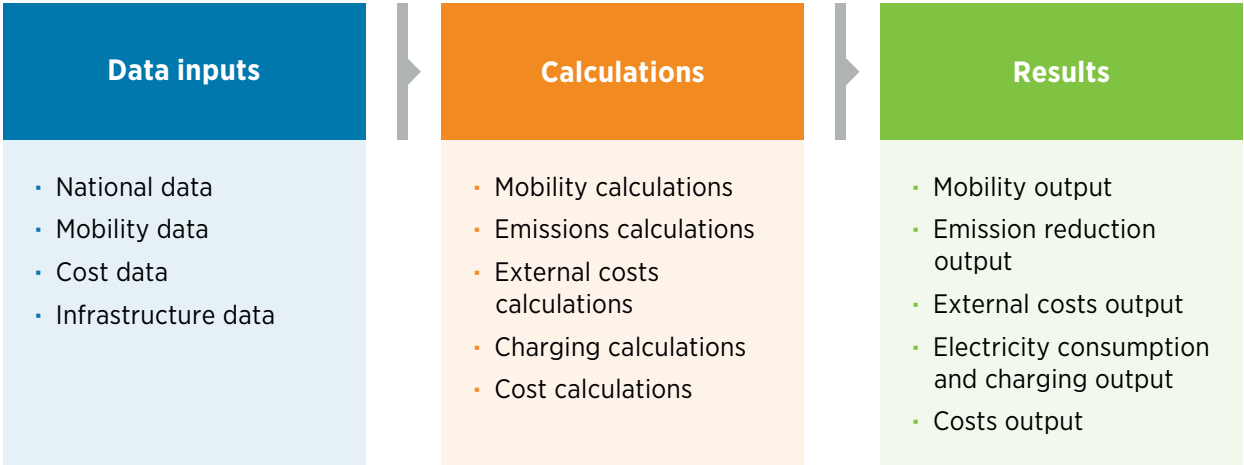 Data inputs
· National data
· Mobility data
· Cost data
· Infrastructure data
Calculations
· Mobility calculations
· Emissions calculations
· External costs
calculations
· Charging calculations
· Cost calculations
Results
· Mobility output
· Emission reduction
output
· External costs output
· Electricity consumption
and charging output
· Costs output